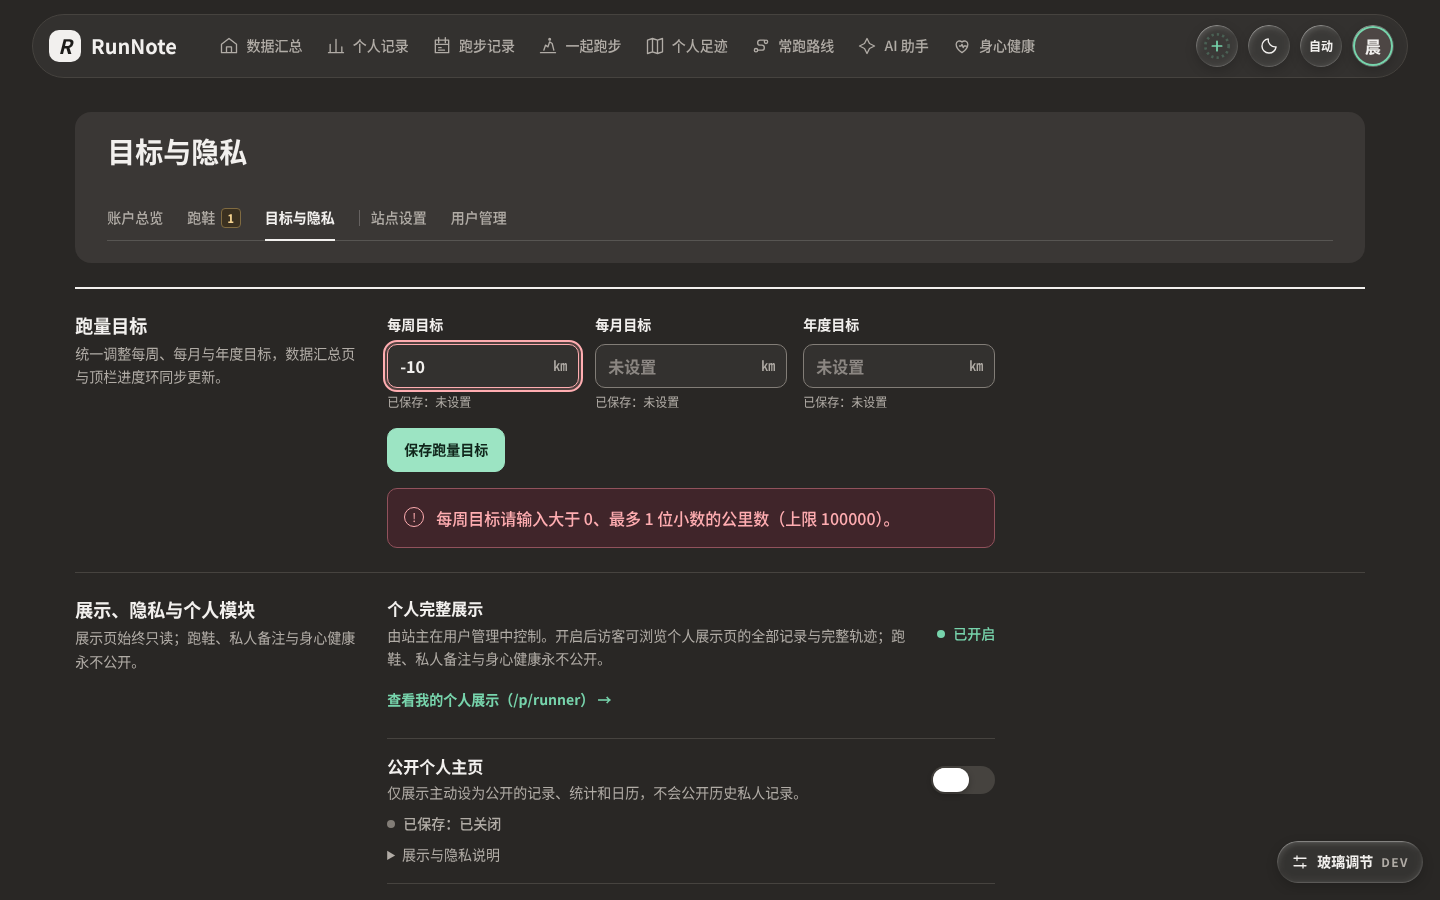 R RunNote 数据汇总 个人记录 跑步记录 一起跑步 个人足迹 常跑路线 AI 助手 身心健康 自动 晨
目标与隐私
账户总览 跑鞋 1 目标与隐私 站点设置 用户管理
跑量目标
统一调整每周、每月与年度目标，数据汇总页
与顶栏进度环同步更新。
每周目标 每月目标 年度目标
-10 km 未设置 km 未设置 km
已保存：未设置 已保存：未设置 已保存：未设置
保存跑量目标
! 每周目标请输入大于 0、最多 1 位小数的公里数（上限 100000）。
展示、隐私与个人模块
展示页始终只读；跑鞋、私人备注与身心健康
永不公开。
个人完整展示
由站主在用户管理中控制。开启后访客可浏览个人展示页的全部记录与完整轨迹；跑
鞋、私人备注与身心健康永不公开。
已开启
查看我的个人展示（/p/runner） →
公开个人主页
仅展示主动设为公开的记录、统计和日历，不会公开历史私人记录。
已保存：已关闭
展示与隐私说明
玻璃调节 DEV